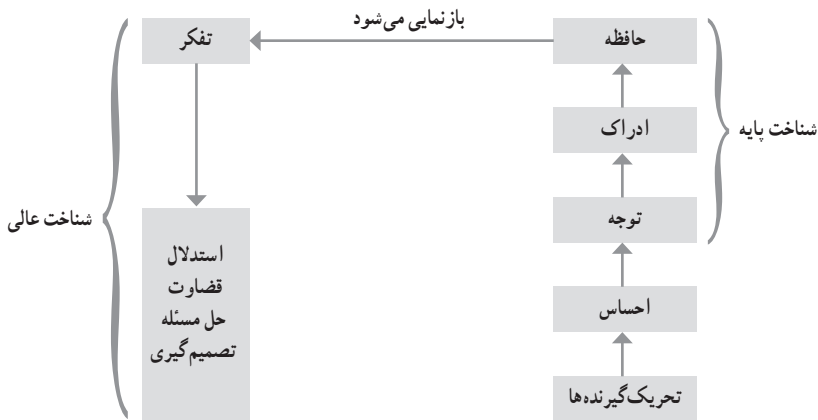 بازنمایی می‌شود
حافظه
تفکر
ادراک
شناخت پایه
توجه
شناخت عالی
استدلال
قضاوت
حل مسئله
تصمیم‌گیری
احساس
تحریک‌گیرنده‌ها